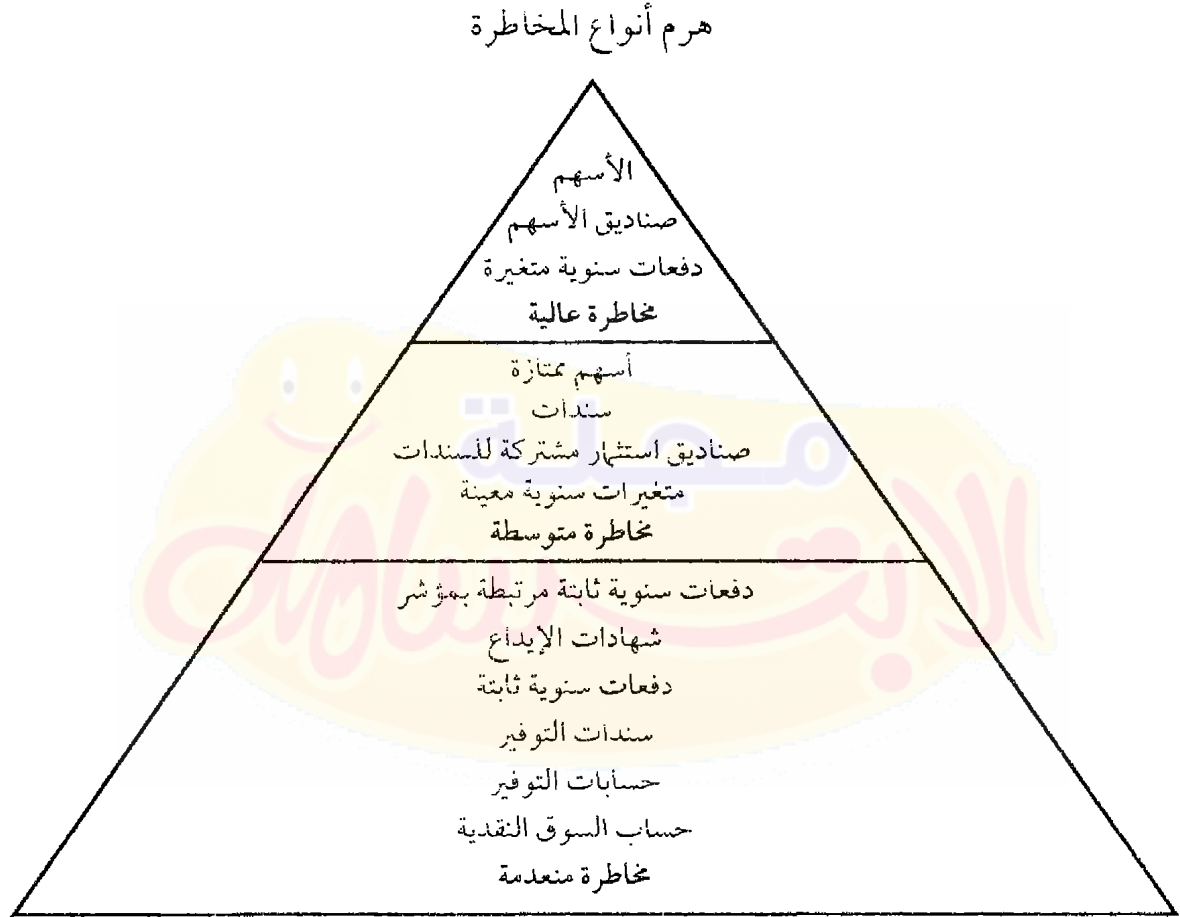 هرم أنواع المخاطرة
الأسهم
صناديق الأسهم
دفعات سنوية متغيرة
مخاطرة عالية
أسهم ممتازة
سندات
صناديق استثمار مشتركة للسندات
متغيرات سنوية معينة
مخاطرة متوسطة
دفعات سنوية ثابتة مرتبطة بمؤشر
شهادات الإيداع
دفعات سنوية ثابتة
سندات التوفير
حسابات التوفير
حساب السوق النقدية
مخاطرة منعدمة
مجلة
الابتسامة